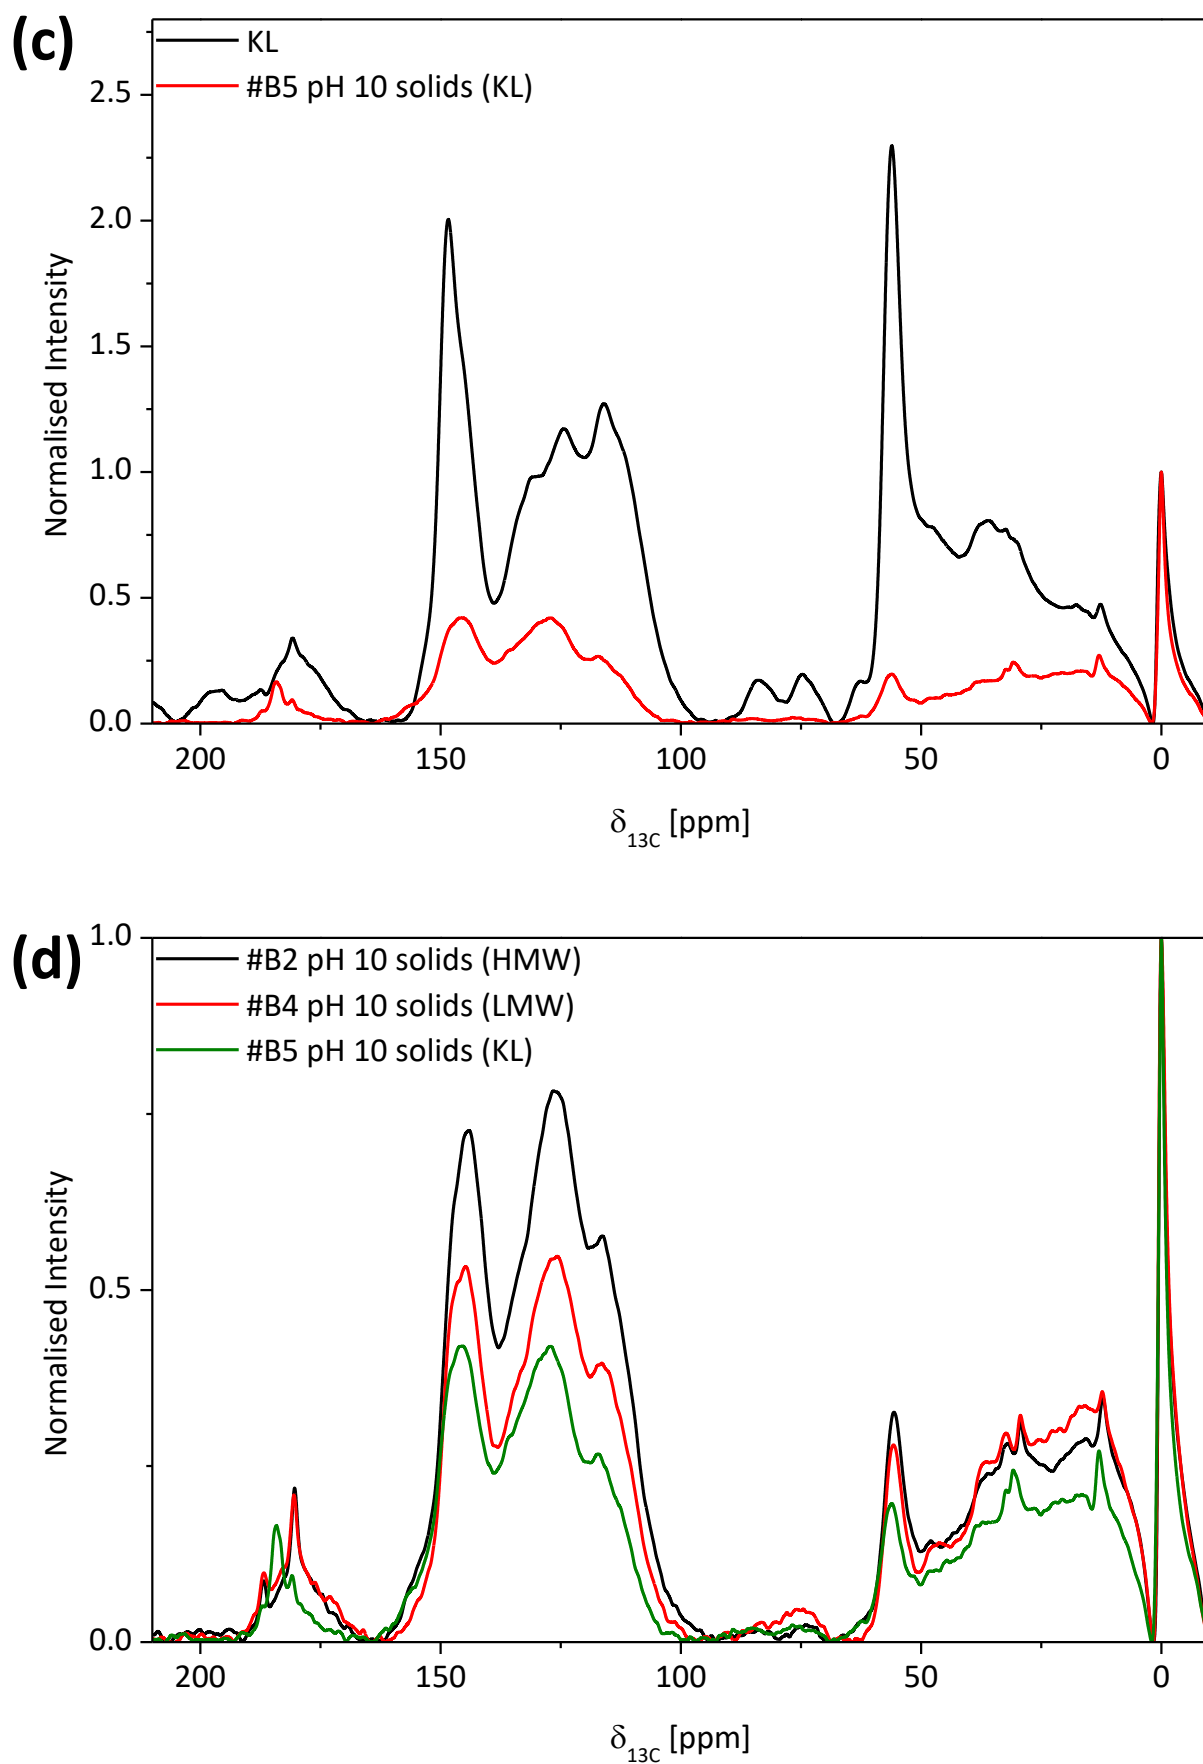 (c)
KL
#B5 pH 10 solids (KL)
2.5
2.0
1.5
1.0
0.5
0.0
Normalised Intensity
200 150 100 50 0
δ13C [ppm]
(d)
#B2 pH 10 solids (HMW)
#B4 pH 10 solids (LMW)
#B5 pH 10 solids (KL)
1.0
0.5
0.0
Normalised Intensity
200 150 100 50 0
δ13C [ppm]